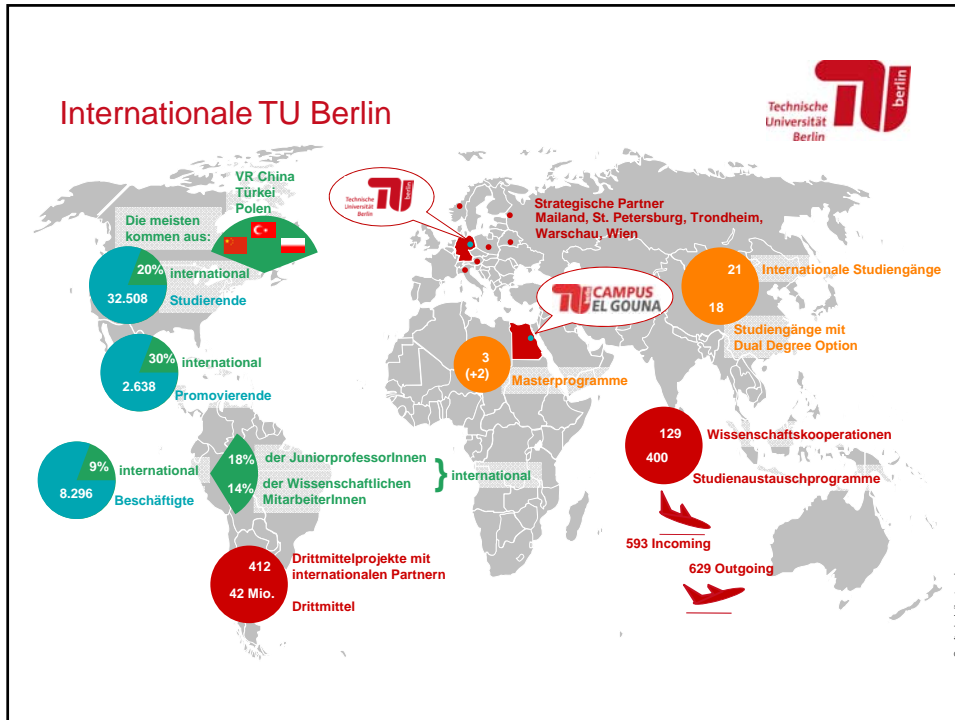 Internationale TU Berlin
Technische
Universität
Berlin
berlin
VR China
Türkei
Polen
Die meisten
kommen aus:
20%
international
32.508
Studierende
30%
international
2.638
Promovierende
9%
international
8.296
Beschäftigte
18%
der JuniorprofessorInnen
14%
der Wissenschaftlichen
MitarbeiterInnen
} international
412
Drittmittelprojekte mit
internationalen Partnern
42 Mio.
Drittmittel
Technische
Universität
Berlin
berlin
Strategische Partner
Mailand, St. Petersburg, Trondheim,
Warschau, Wien
berlin
CAMPUS
EL GOUNA
3
(+2)
Masterprogramme
21
Internationale Studiengänge
18
Studiengänge mit
Dual Degree Option
129
Wissenschaftskooperationen
400
Studienaustauschprogramme
593 Incoming
629 Outgoing